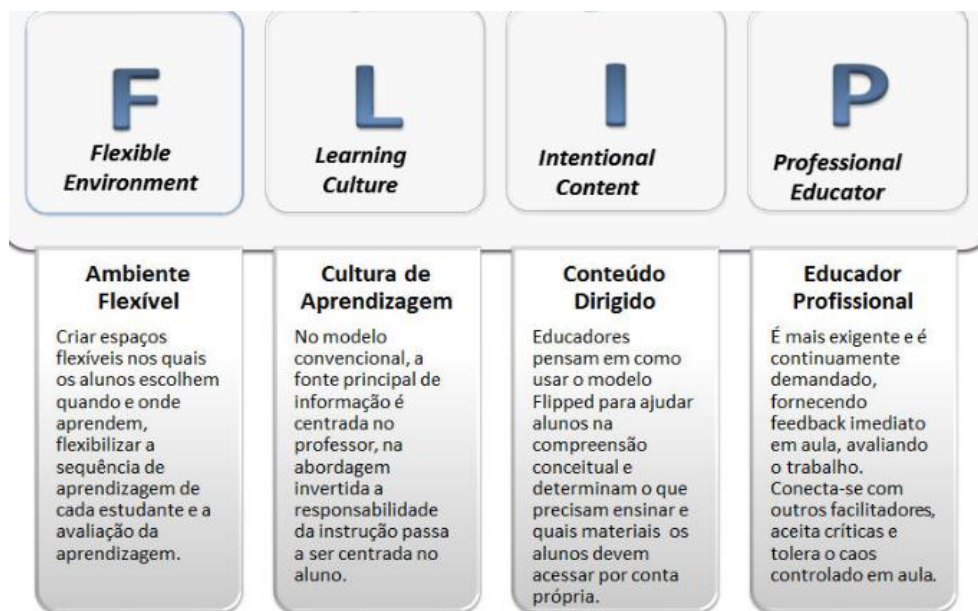 F
Flexible
Environment
L
Learning
Culture
I
Intentional
Content
P
Professional
Educator
Ambiente
Flexível
Criar espaços
flexíveis nos quais
os alunos escolhem
quando e onde
aprendem,
flexibilizar a
sequência de
aprendizagem de
cada estudante e a
avaliação da
aprendizagem.
Cultura de
Aprendizagem
No modelo
convencional, a
fonte principal de
informação é
centrada no
professor, na
abordagem
invertida a
responsabilidade
da instrução passa
a ser centrada no
aluno.
Conteúdo
Dirigido
Educadores
pensam em como
usar o modelo
Flipped para ajudar
alunos na
compreensão
conceitual e
determinam o que
precisam ensinar e
quais materiais os
alunos devem
acessar por conta
própria.
Educador
Profissional
É mais exigente e é
continuamente
demandado,
fornecendo
feedback imediato
em aula, avaliando
o trabalho.
Conecta-se com
outros facilitadores,
aceita críticas e
tolera o caos
controlado em aula.